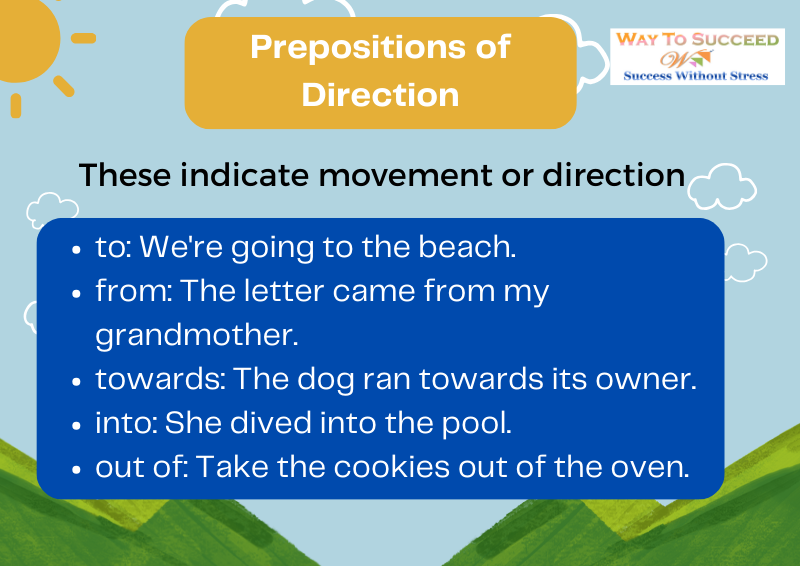 Prepositions of
Direction
WAY TO SUCCEED
W
Success Without Stress
These indicate movement or direction
• to: We're going to the beach.
• from: The letter came from my
grandmother.
• towards: The dog ran towards its owner.
• into: She dived into the pool.
• out of: Take the cookies out of the oven.